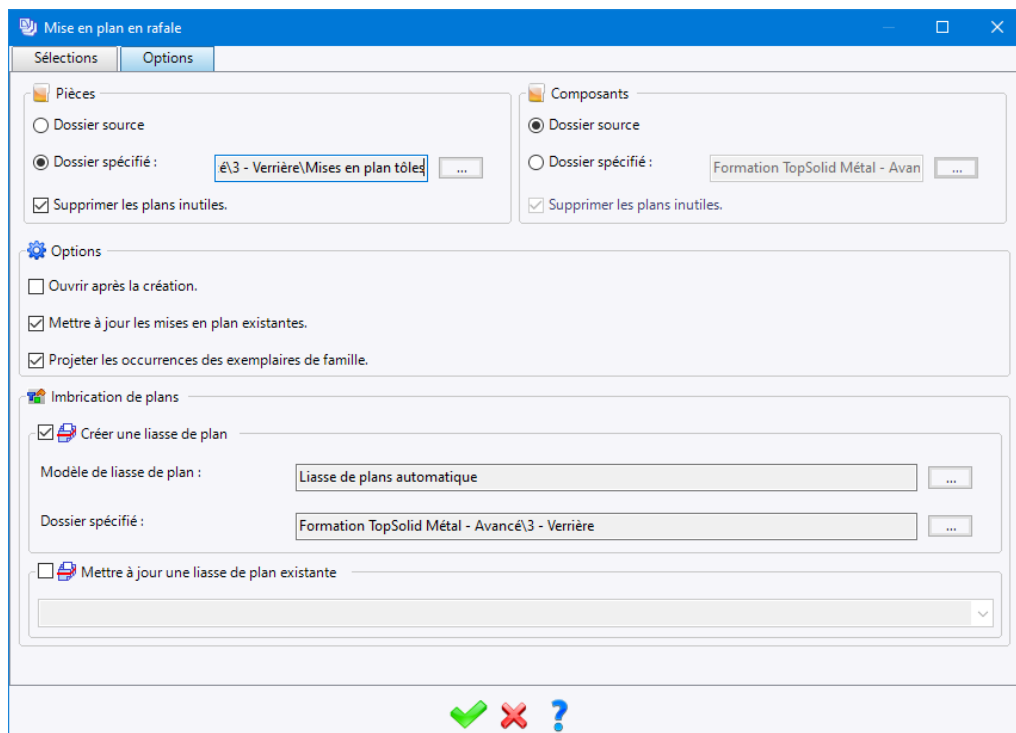 Mise en plan en rafale
Sélections
Options
Pièces
Dossier source
Dossier spécifié :
é\3 - Verrière\Mises en plan tôles
...
Supprimer les plans inutiles.
Composants
Dossier source
Dossier spécifié :
Formation TopSolid Métal - Avan
...
Supprimer les plans inutiles.
Options
Ouvrir après la création.
Mettre à jour les mises en plan existantes.
Projeter les occurrences des exemplaires de famille.
Imbrication de plans
Créer une liasse de plan
Modèle de liasse de plan :
Liasse de plans automatique
...
Dossier spécifié :
Formation TopSolid Métal - Avancé\3 - Verrière
...
Mettre à jour une liasse de plan existante